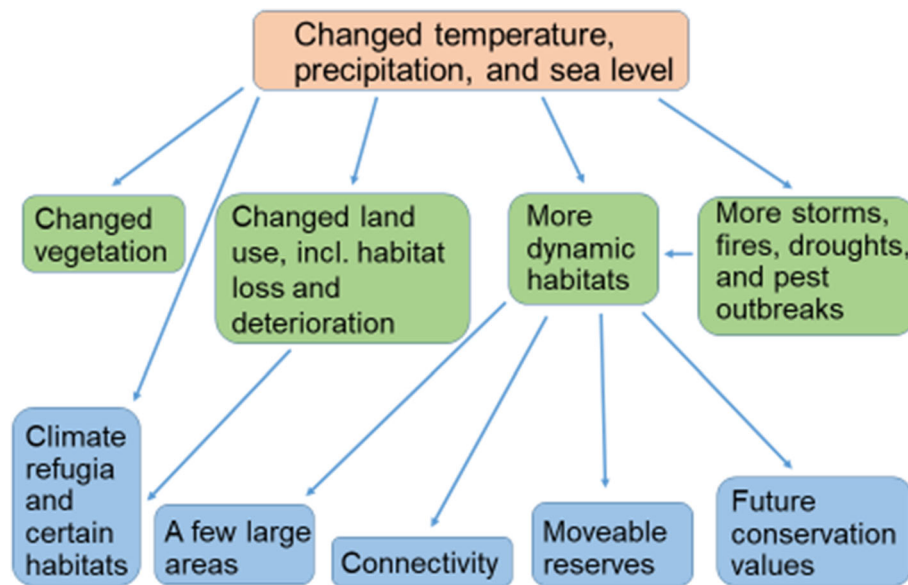 Changed temperature,
precipitation, and sea level
Changed
vegetation
Changed land
use, incl. habitat
loss and
deterioration
More
dynamic
habitats
More storms,
fires, droughts,
and pest
outbreaks
Climate
refugia
and
certain
habitats
A few large
areas
Connectivity
Moveable
reserves
Future
conservation
values